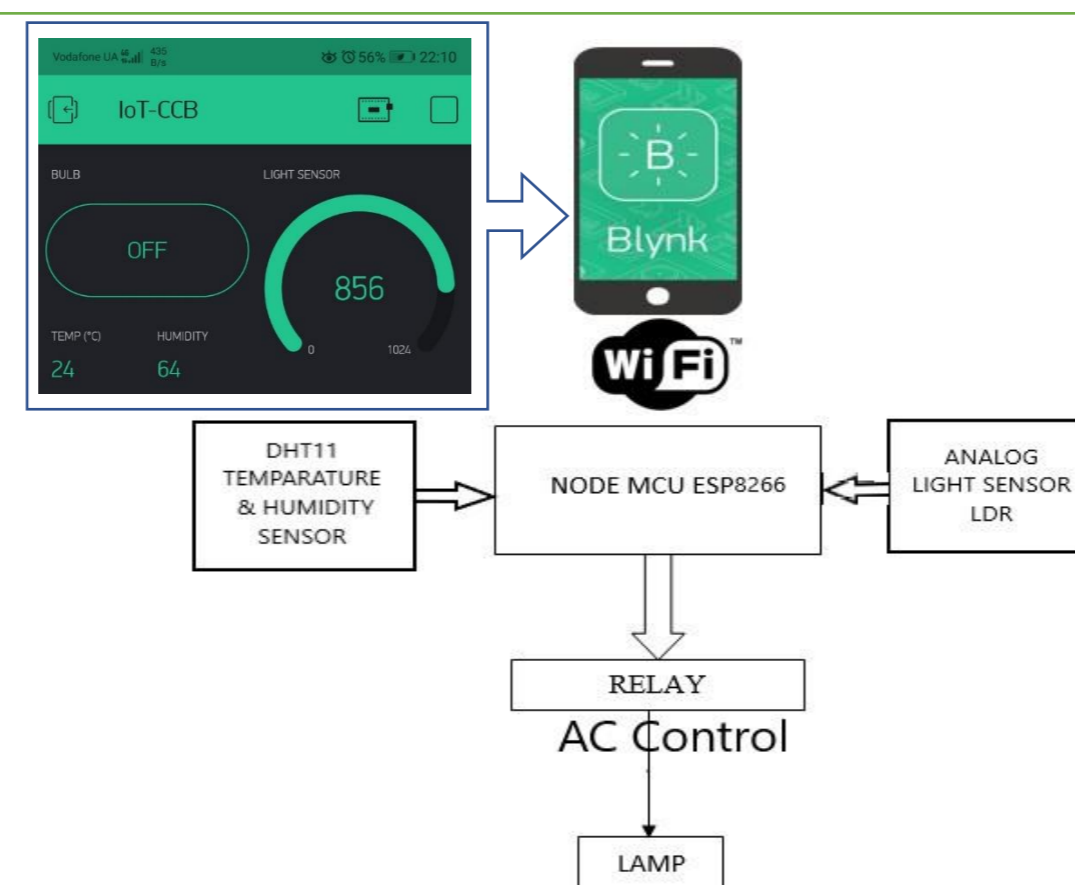 Vodafone UA 435 B/s 56% 22:10
IoT-CCB
BULB
LIGHT SENSOR
OFF
856
0
1024
TEMP (°C)
HUMIDITY
24
64
B
Blynk
WiFi™
DHT11
TEMPARATURE
& HUMIDITY
SENSOR
NODE MCU ESP8266
ANALOG
LIGHT SENSOR
LDR
RELAY
AC Control
LAMP